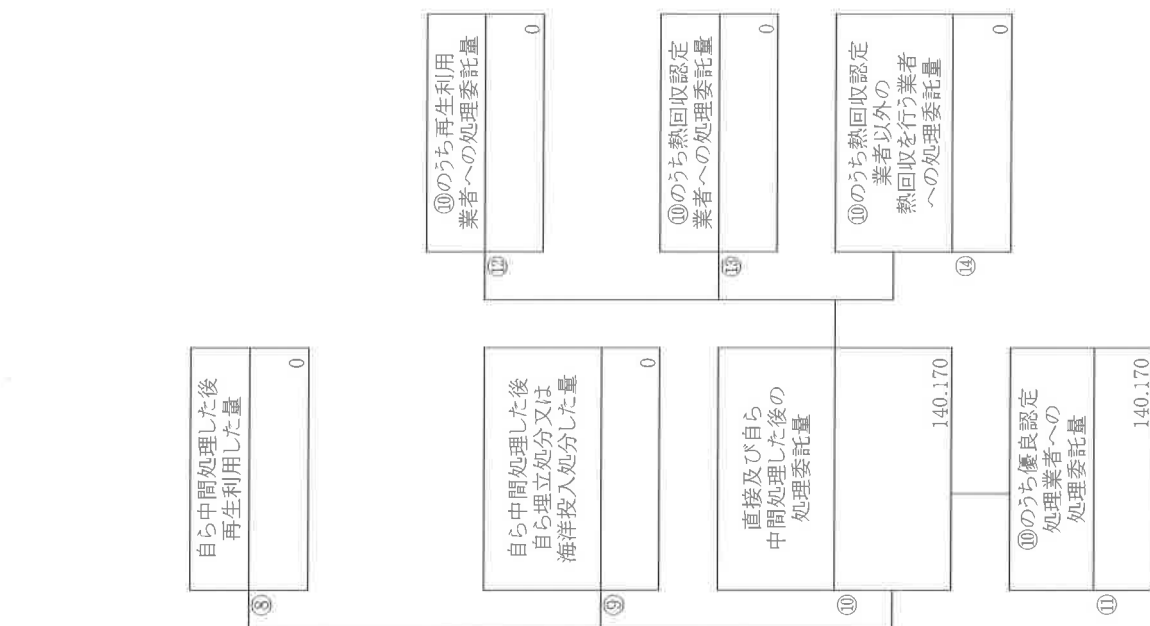 ⑧
自ら中間処理した後
再生利用した量
0
⑨
自ら中間処理した後
自ら埋立処分又は
海洋投入処分した量
0
⑩
直接及び自ら
中間処理した後の
処理委託量
140.170
⑪
⑩のうち優良認定
処理業者への
処理委託量
140.170
⑫
⑩のうち再生利用
業者への処理委託量
0
⑬
⑩のうち熱回収認定
業者への処理委託量
0
⑭
⑩のうち熱回収認定
業者以外の
熱回収を行う業者
への処理委託量
0